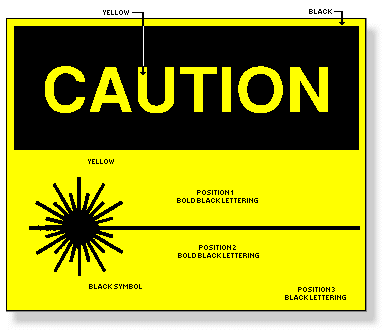 YELLOW
BLACK
CAUTION
YELLOW
POSITION 1
BOLD BLACK LETTERING
POSITION 2
BOLD BLACK LETTERING
BLACK SYMBOL
POSITION 3
BLACK LETTERING